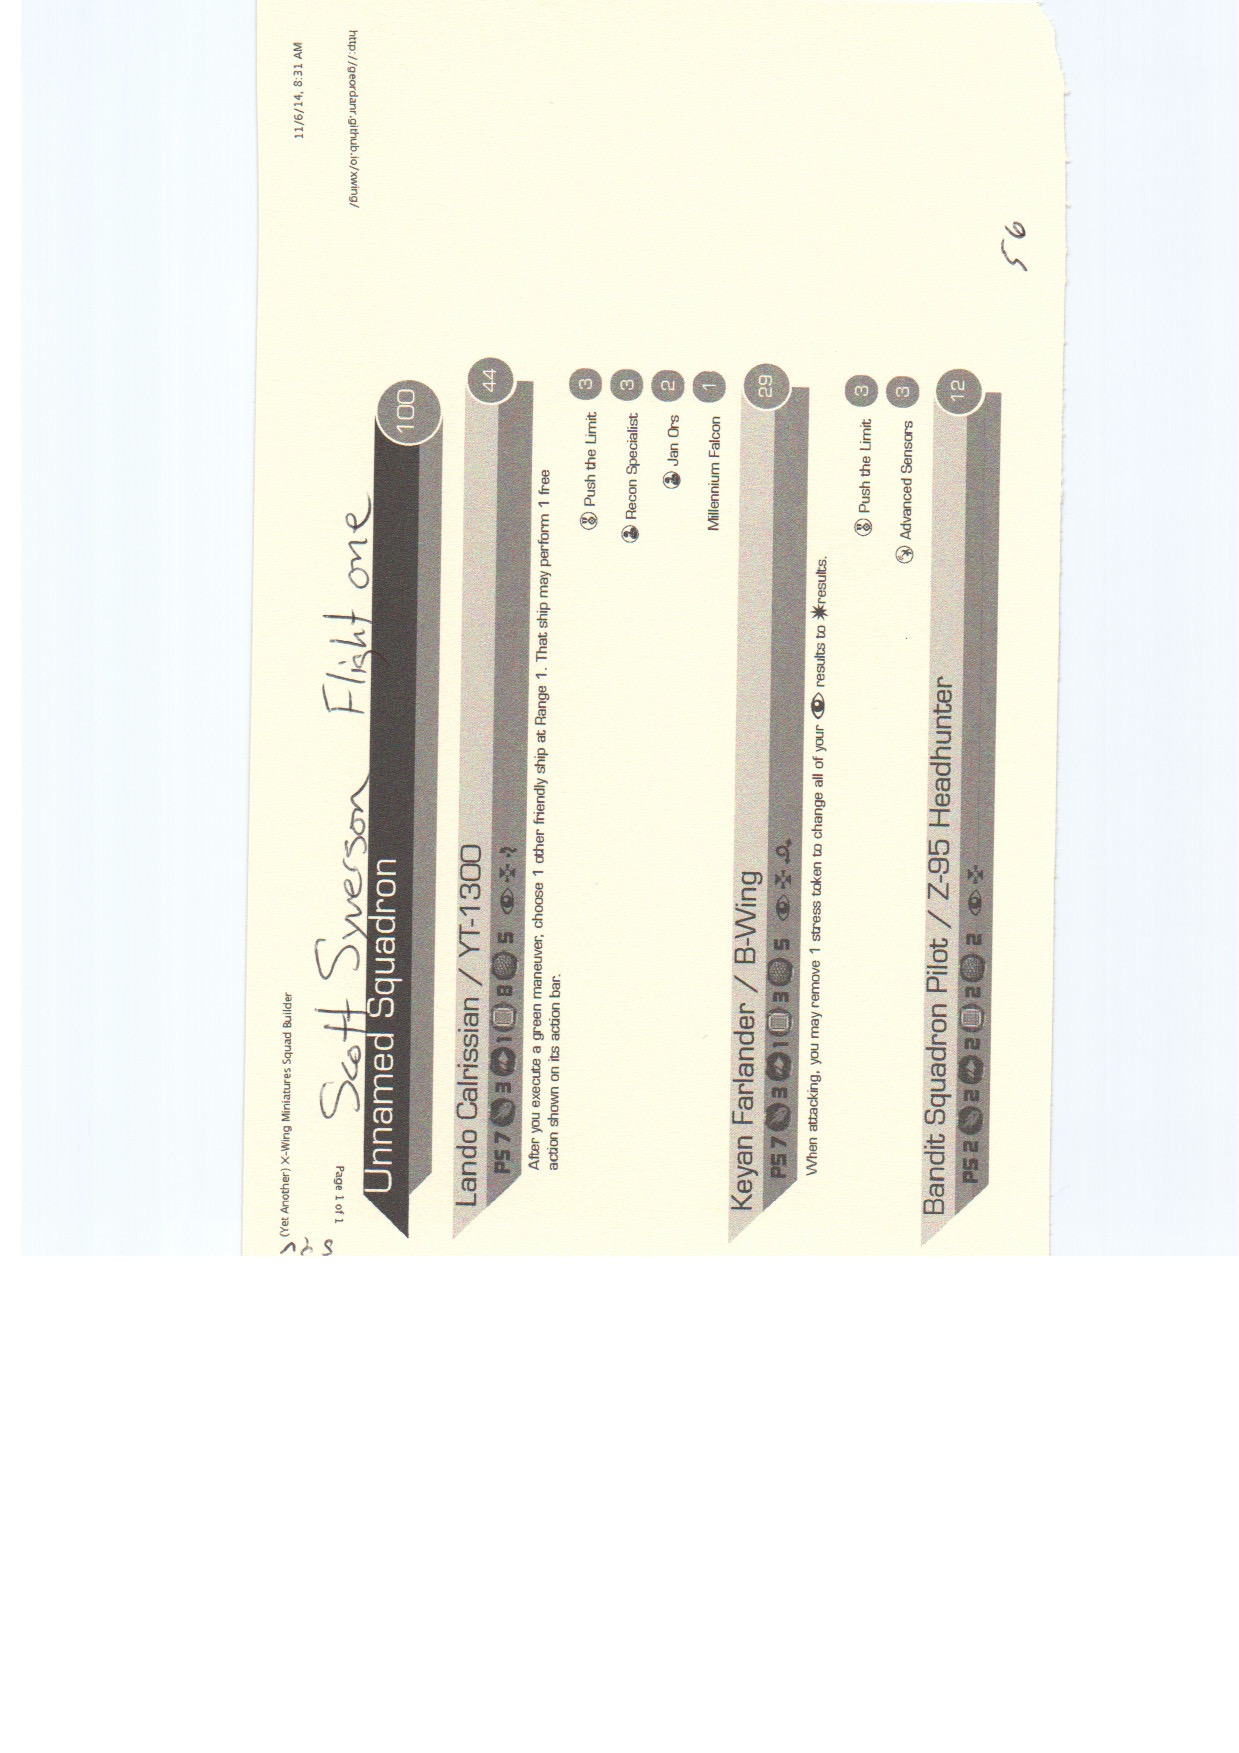 (Yet Another) X-Wing Miniatures Squad Builder
11/6/14, 8:31 AM
Scott Syverson Flight one
Page 1 of 1
http://geordanr.github.io/xwing/
Unnamed Squadron 100
Lando Calrissian / YT-1300 44
PS 7 3 1 8 5
After you execute a green maneuver, choose 1 other friendly ship at Range 1. That ship may perform 1 free
action shown on its action bar.
Push the Limit 3
Recon Specialist 3
Jan Ors 2
Millennium Falcon 1
Keyan Farlander / B-Wing 29
PS 7 3 1 3 5
When attacking, you may remove 1 stress token to change all of your results to results.
Push the Limit 3
Advanced Sensors 3
Bandit Squadron Pilot / Z-95 Headhunter 12
PS 2 2 2 2 2
56